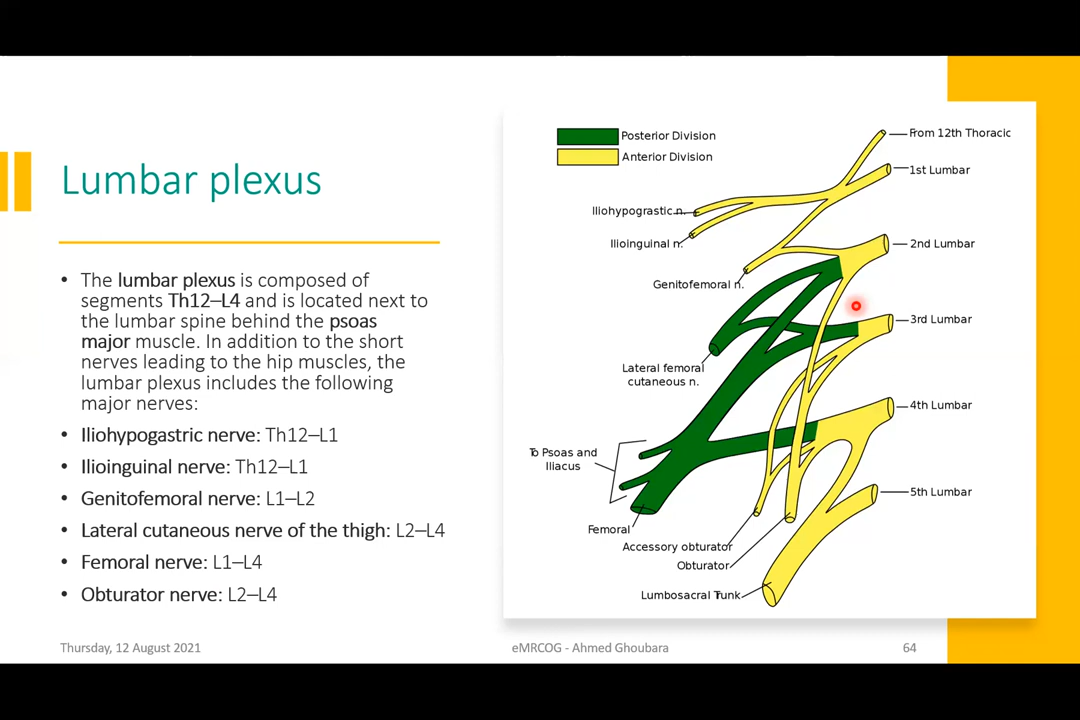 Lumbar plexus
• The lumbar plexus is composed of
segments Th12–L4 and is located next to
the lumbar spine behind the psoas
major muscle. In addition to the short
nerves leading to the hip muscles, the
lumbar plexus includes the following
major nerves:
• Iliohypogastric nerve: Th12–L1
• Ilioinguinal nerve: Th12–L1
• Genitofemoral nerve: L1–L2
• Lateral cutaneous nerve of the thigh: L2–L4
• Femoral nerve: L1–L4
• Obturator nerve: L2–L4
Posterior Division
Anterior Division
From 12th Thoracic
1st Lumbar
Iliohypograstic n.
Ilioinguinal n.
2nd Lumbar
Genitofemoral n.
3rd Lumbar
Lateral femoral
cutaneous n.
4th Lumbar
To Psoas and
Iliacus
5th Lumbar
Femoral
Accessory obturator
Obturator
Lumbosacral Trunk
Thursday, 12 August 2021
eMRCOG - Ahmed Ghoubara
64